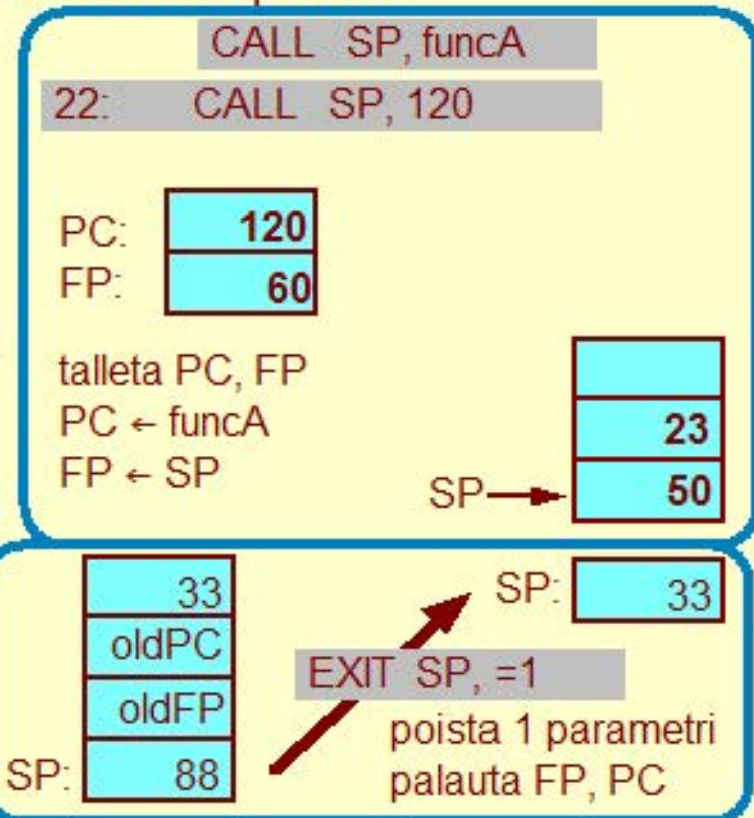 CALL SP, funcA
22: CALL SP, 120
PC: 120
FP: 60
talleta PC, FP
PC ← funcA
FP ← SP
23
SP 50
33
oldPC
oldFP
SP: 88
SP: 33
EXIT SP, =1
poista 1 parametri
palauta FP, PC